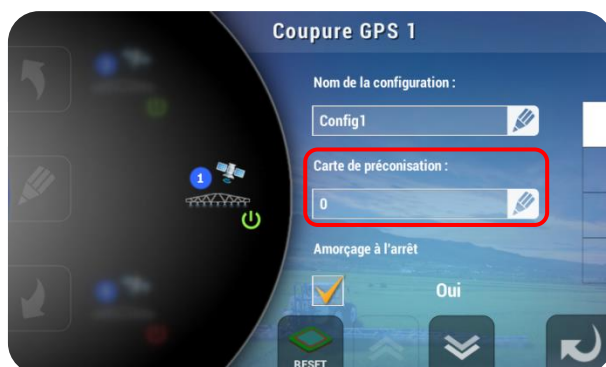 Coupure GPS 1
Nom de la configuration :
Config1
Carte de préconisation :
1
0
Amorçage à l'arrêt
Oui
RESET